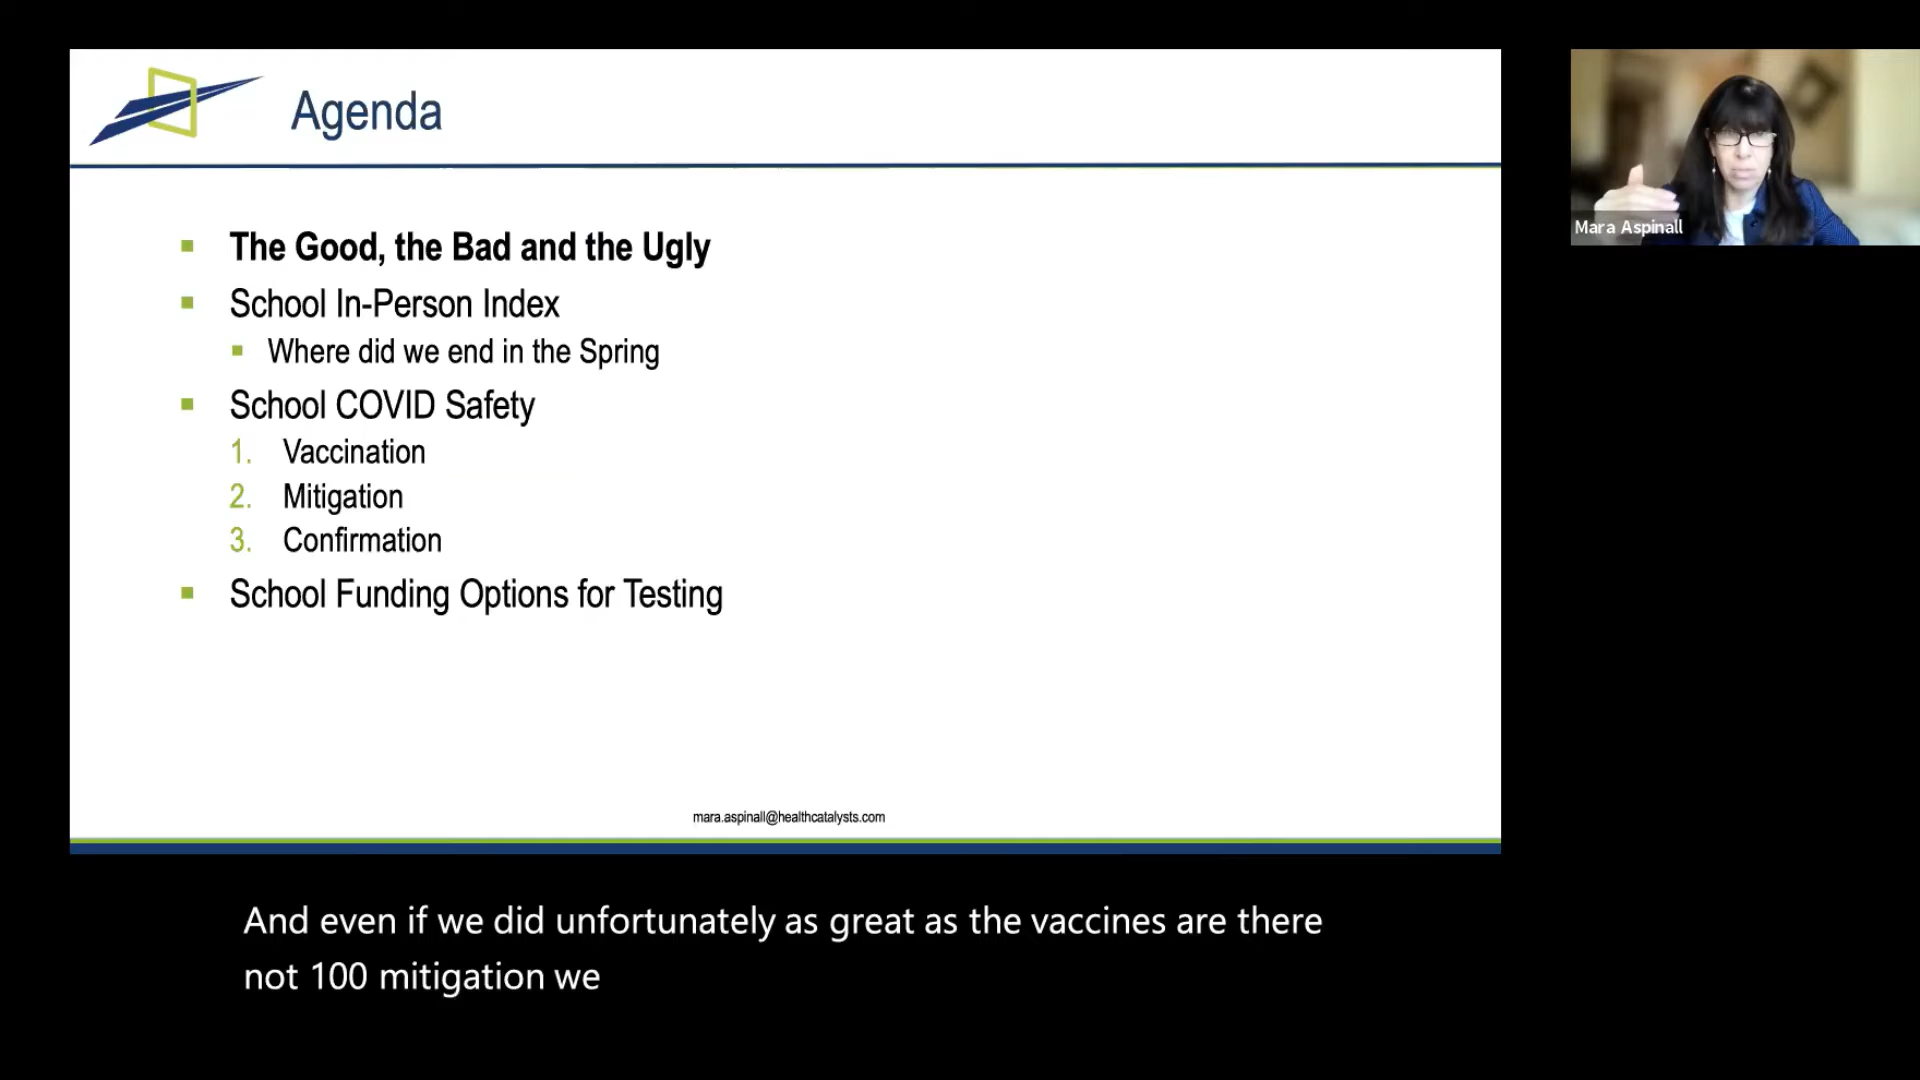 Agenda
The Good, the Bad and the Ugly
School In-Person Index
Where did we end in the Spring
School COVID Safety
1. Vaccination
2. Mitigation
3. Confirmation
School Funding Options for Testing
mara.aspinall@healthcatalysts.com
Mara Aspinall
And even if we did unfortunately as great as the vaccines are there
not 100 mitigation we